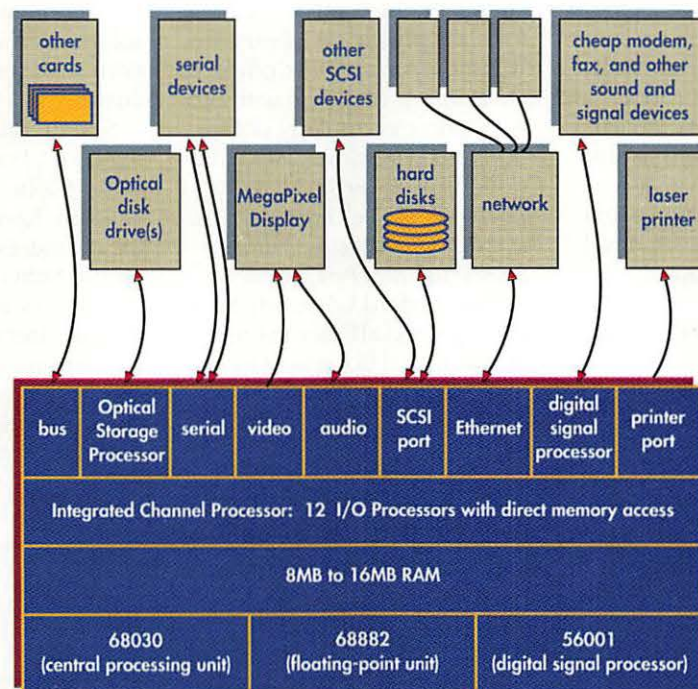 other
cards
serial
devices
other
SCSI
devices
cheap modem,
fax, and other
sound and
signal devices
Optical
disk
drive(s)
MegaPixel
Display
hard
disks
network
laser
printer
bus
Optical
Storage
Processor
serial
video
audio
SCSI
port
Ethernet
digital
signal
processor
printer
port
Integrated Channel Processor: 12 I/O Processors with direct memory access
8MB to 16MB RAM
68030
(central processing unit)
68882
(floating-point unit)
56001
(digital signal processor)